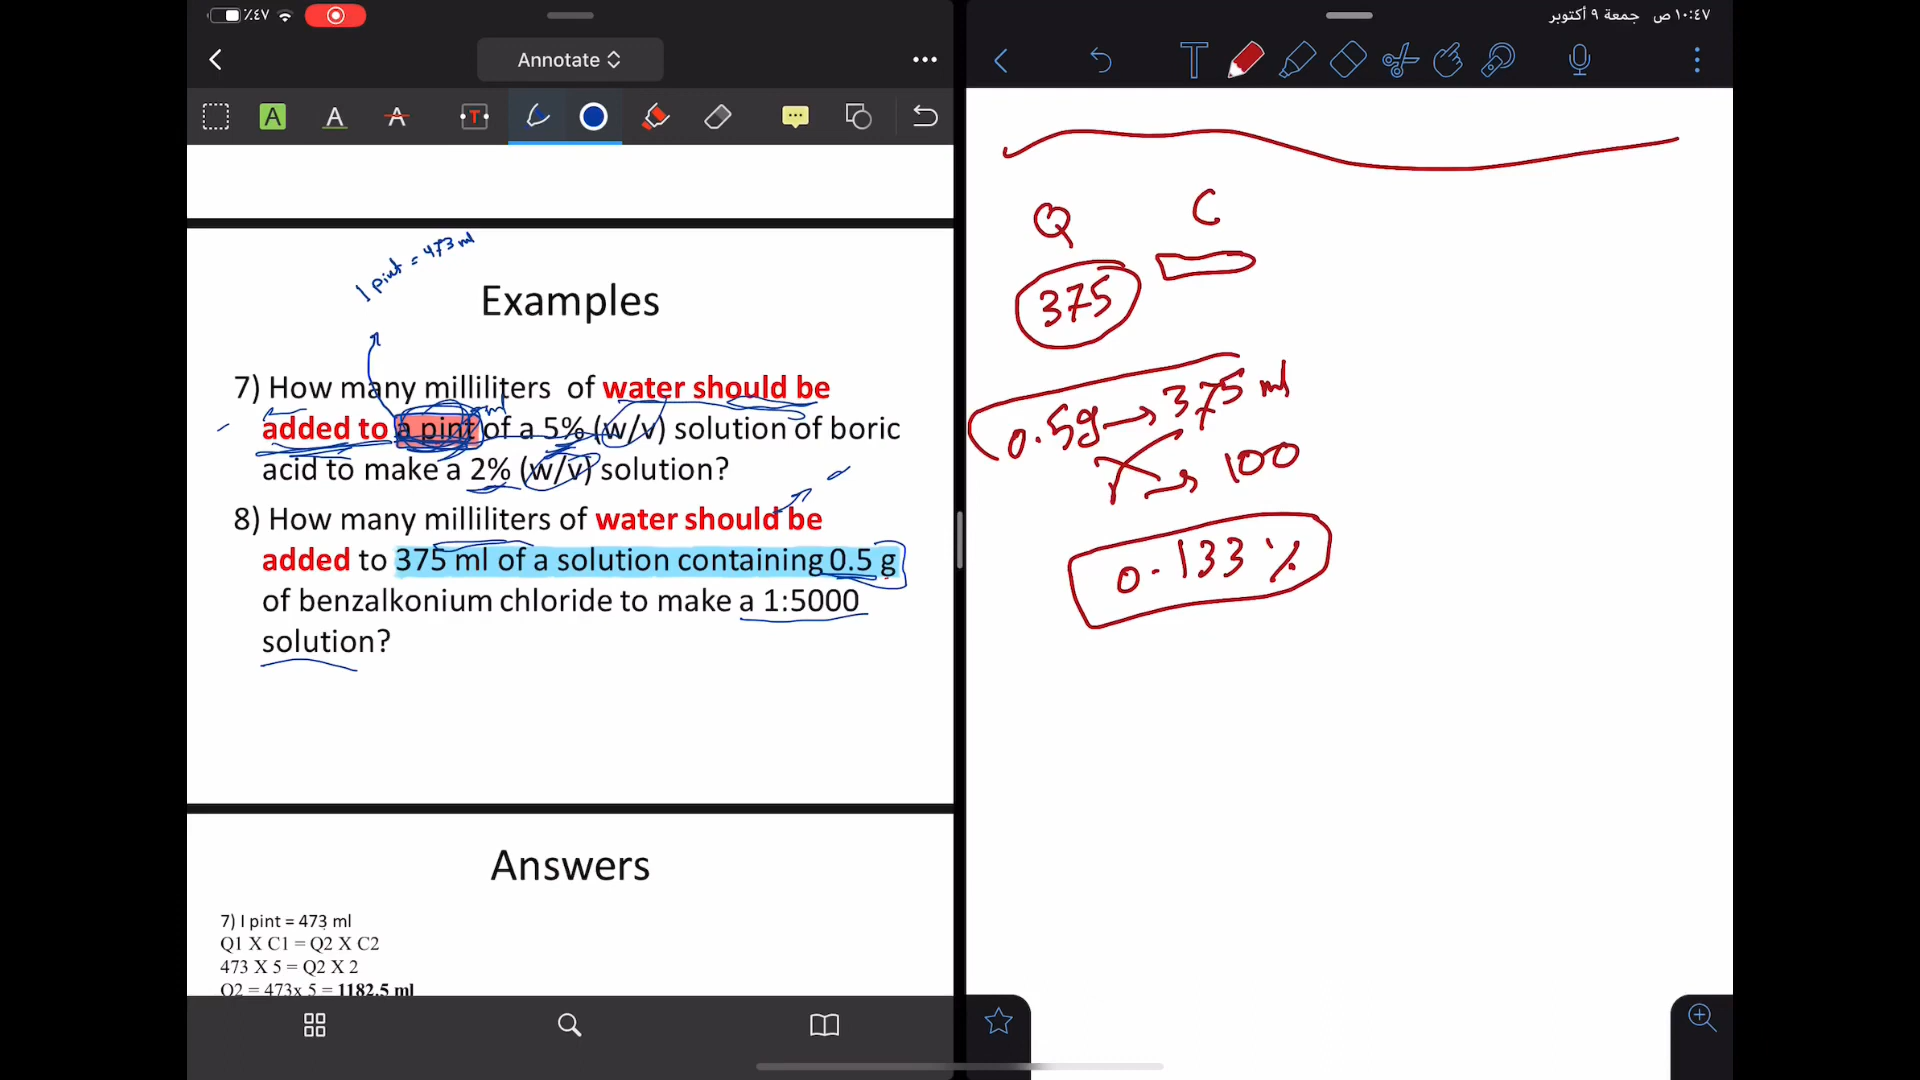 ٪٤٧
١٠:٤٧ ص جمعة ٩ أكتوبر
Annotate
A A A T
T
1 pint = 473 ml
Examples
7) How many milliliters of water should be
ml
added to a pint of a 5% (w/v) solution of boric
acid to make a 2% (w/v) solution?
8) How many milliliters of water should be
added to 375 ml of a solution containing 0.5 g
of benzalkonium chloride to make a 1:5000
solution?
Answers
7) I pint = 473 ml
Q1 X C1 = Q2 X C2
473 X 5 = Q2 X 2
Q2 = 473x 5 = 1182.5 ml
Q C
375
0.5g → 375 ml
X → 100
0.133 %